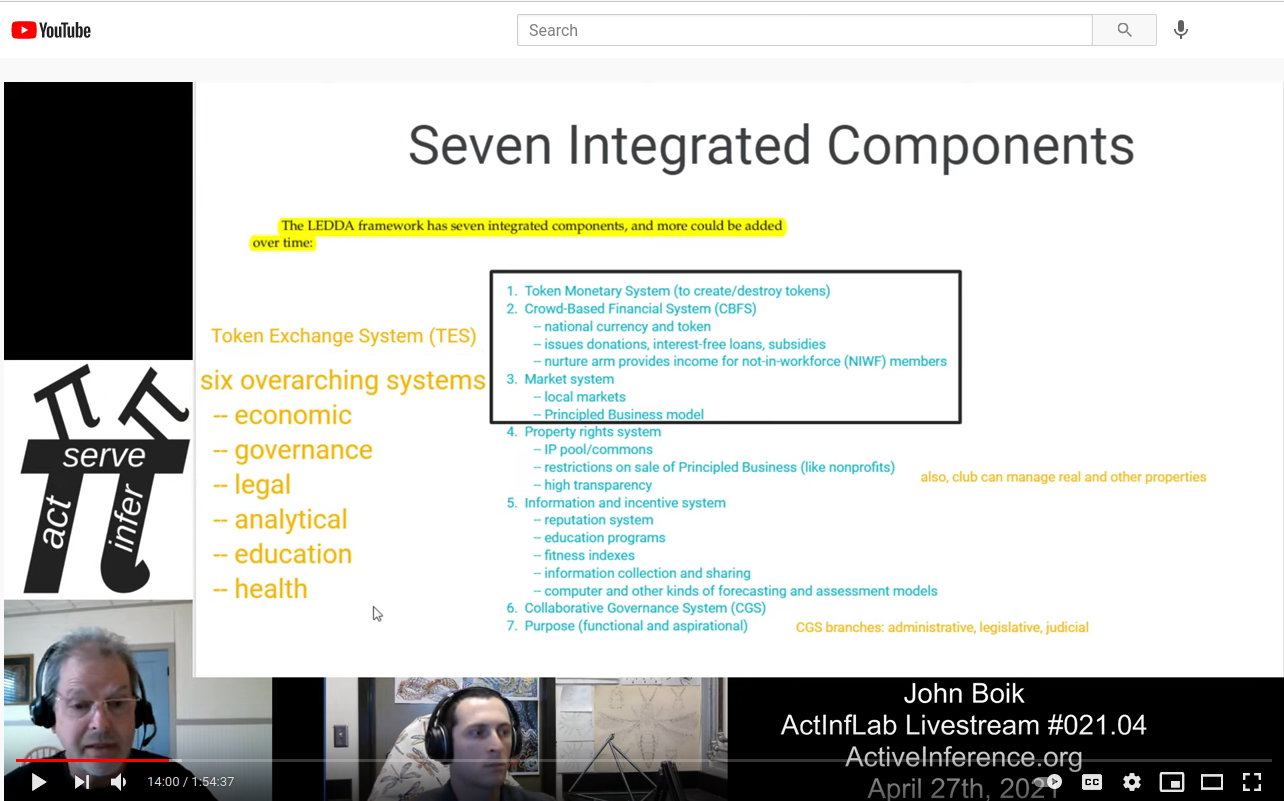 YouTube
Search
Seven Integrated Components
The LEDDA framework has seven integrated components, and more could be added
over time:
Token Exchange System (TES)
six overarching systems
-- economic
-- governance
-- legal
-- analytical
-- education
-- health
1. Token Monetary System (to create/destroy tokens)
2. Crowd-Based Financial System (CBFS)
-- national currency and token
-- issues donations, interest-free loans, subsidies
-- nurture arm provides income for not-in-workforce (NIWF) members
3. Market system
-- local markets
-- Principled Business model
4. Property rights system
-- IP pool/commons
-- restrictions on sale of Principled Business (like nonprofits)
-- high transparency
also, club can manage real and other properties
5. Information and incentive system
-- reputation system
-- education programs
-- fitness indexes
-- information collection and sharing
-- computer and other kinds of forecasting and assessment models
6. Collaborative Governance System (CGS)
7. Purpose (functional and aspirational)
CGS branches: administrative, legislative, judicial
serve
act
infer
John Boik
ActInfLab Livestream #021.04
ActiveInference.org
April 27th, 2021
14:00 / 1:54:37
CC